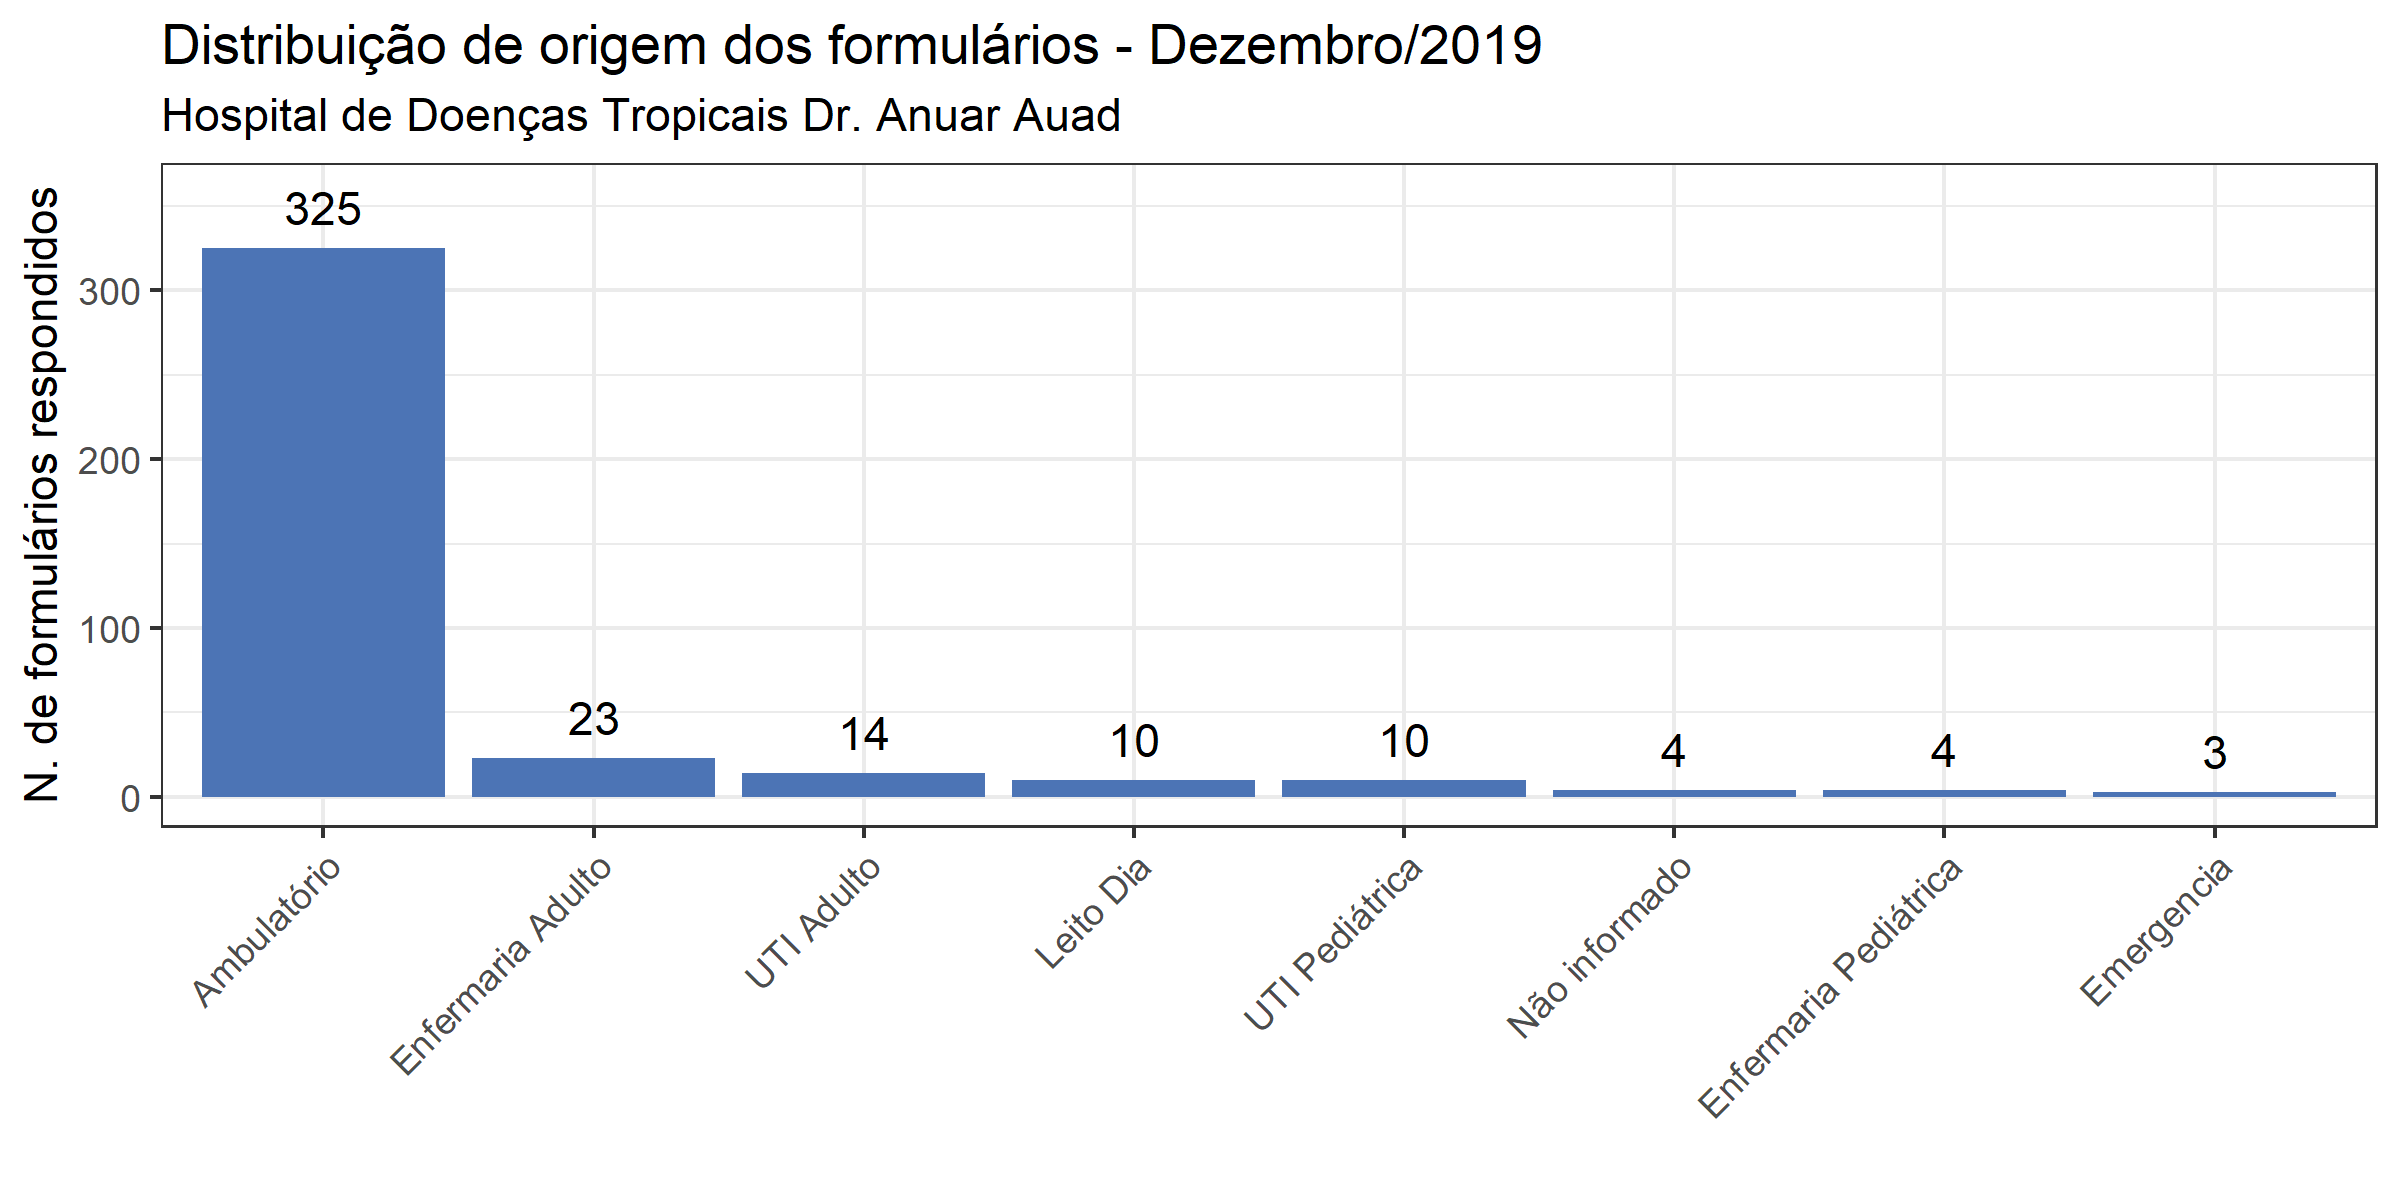 Distribuição de origem dos formulários - Dezembro/2019
Hospital de Doenças Tropicais Dr. Anuar Auad
N. de formulários respondidos
300
200
100
0
325
23
14
10
10
4
4
3
Ambulatório
Enfermaria Adulto
UTI Adulto
Leito Dia
UTI Pediátrica
Não informado
Enfermaria Pediátrica
Emergencia